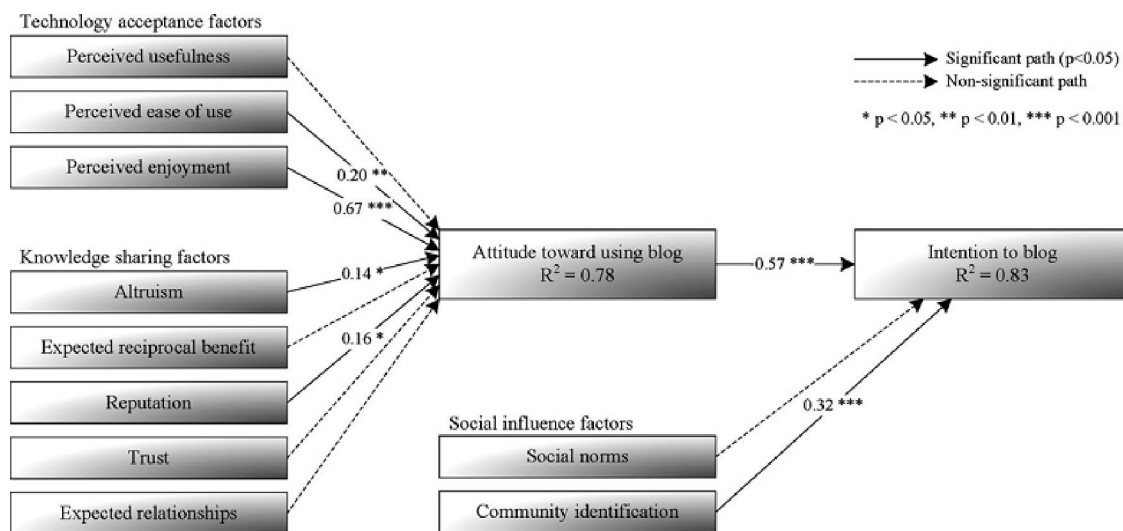 Technology acceptance factors
Perceived usefulness
Perceived ease of use
Perceived enjoyment
0.20 **
0.67 ***
Knowledge sharing factors
Altruism
Expected reciprocal benefit
Reputation
Trust
Expected relationships
0.14 *
0.16 *
Attitude toward using blog
R² = 0.78
0.57 ***
Intention to blog
R² = 0.83
Social influence factors
Social norms
Community identification
0.32 ***
Significant path (p<0.05)
Non-significant path
* p < 0.05, ** p < 0.01, *** p < 0.001